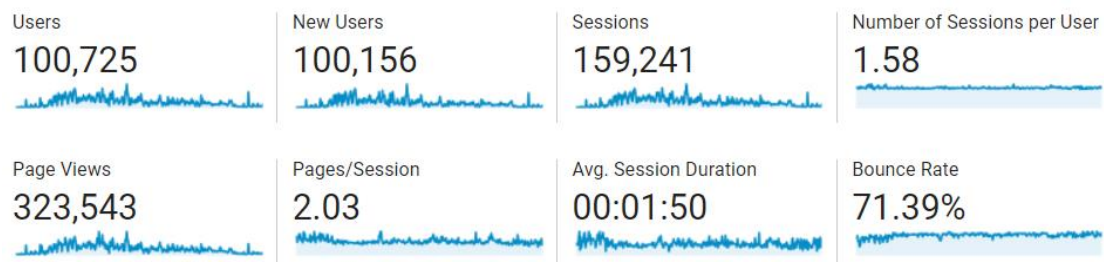 Users
100,725
New Users
100,156
Sessions
159,241
Number of Sessions per User
1.58
Page Views
323,543
Pages/Session
2.03
Avg. Session Duration
00:01:50
Bounce Rate
71.39%